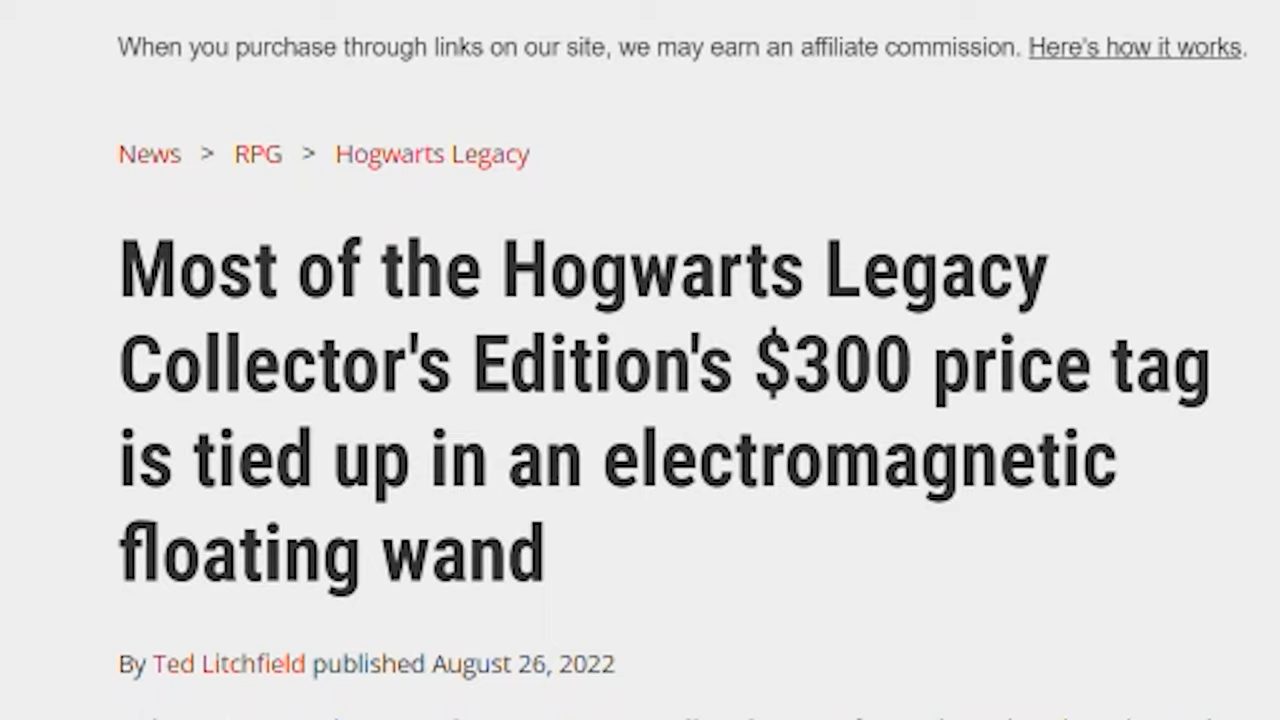 When you purchase through links on our site, we may earn an affiliate commission. Here's how it works.
News > RPG > Hogwarts Legacy
Most of the Hogwarts Legacy
Collector's Edition's $300 price tag
is tied up in an electromagnetic
floating wand
By Ted Litchfield published August 26, 2022